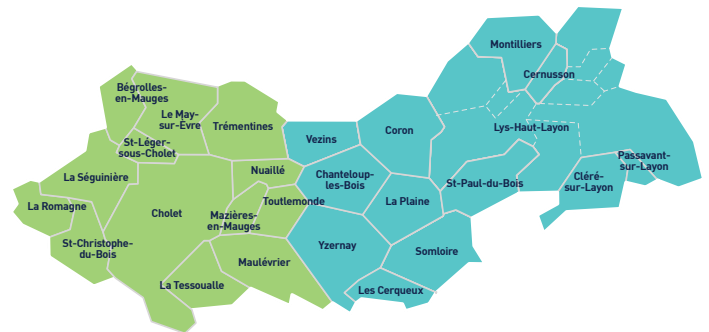 Montilliers
Cernusson
Bégrolles-
en-Mauges
Le May-
sur-Èvre
Trémentines
Vezins
Coron
Lys-Haut-Layon
St-Léger-
sous-Cholet
Passavant-
sur-Layon
Nuaillé
Chanteloup-
les-Bois
La Séguinière
St-Paul-du-Bois
Cléré-
sur-Layon
La Romagne
Cholet
Mazières-
en-Mauges
Toutlemonde
La Plaine
St-Christophe-
du-Bois
Yzernay
Somloire
Maulévrier
La Tessoualle
Les Cerqueux